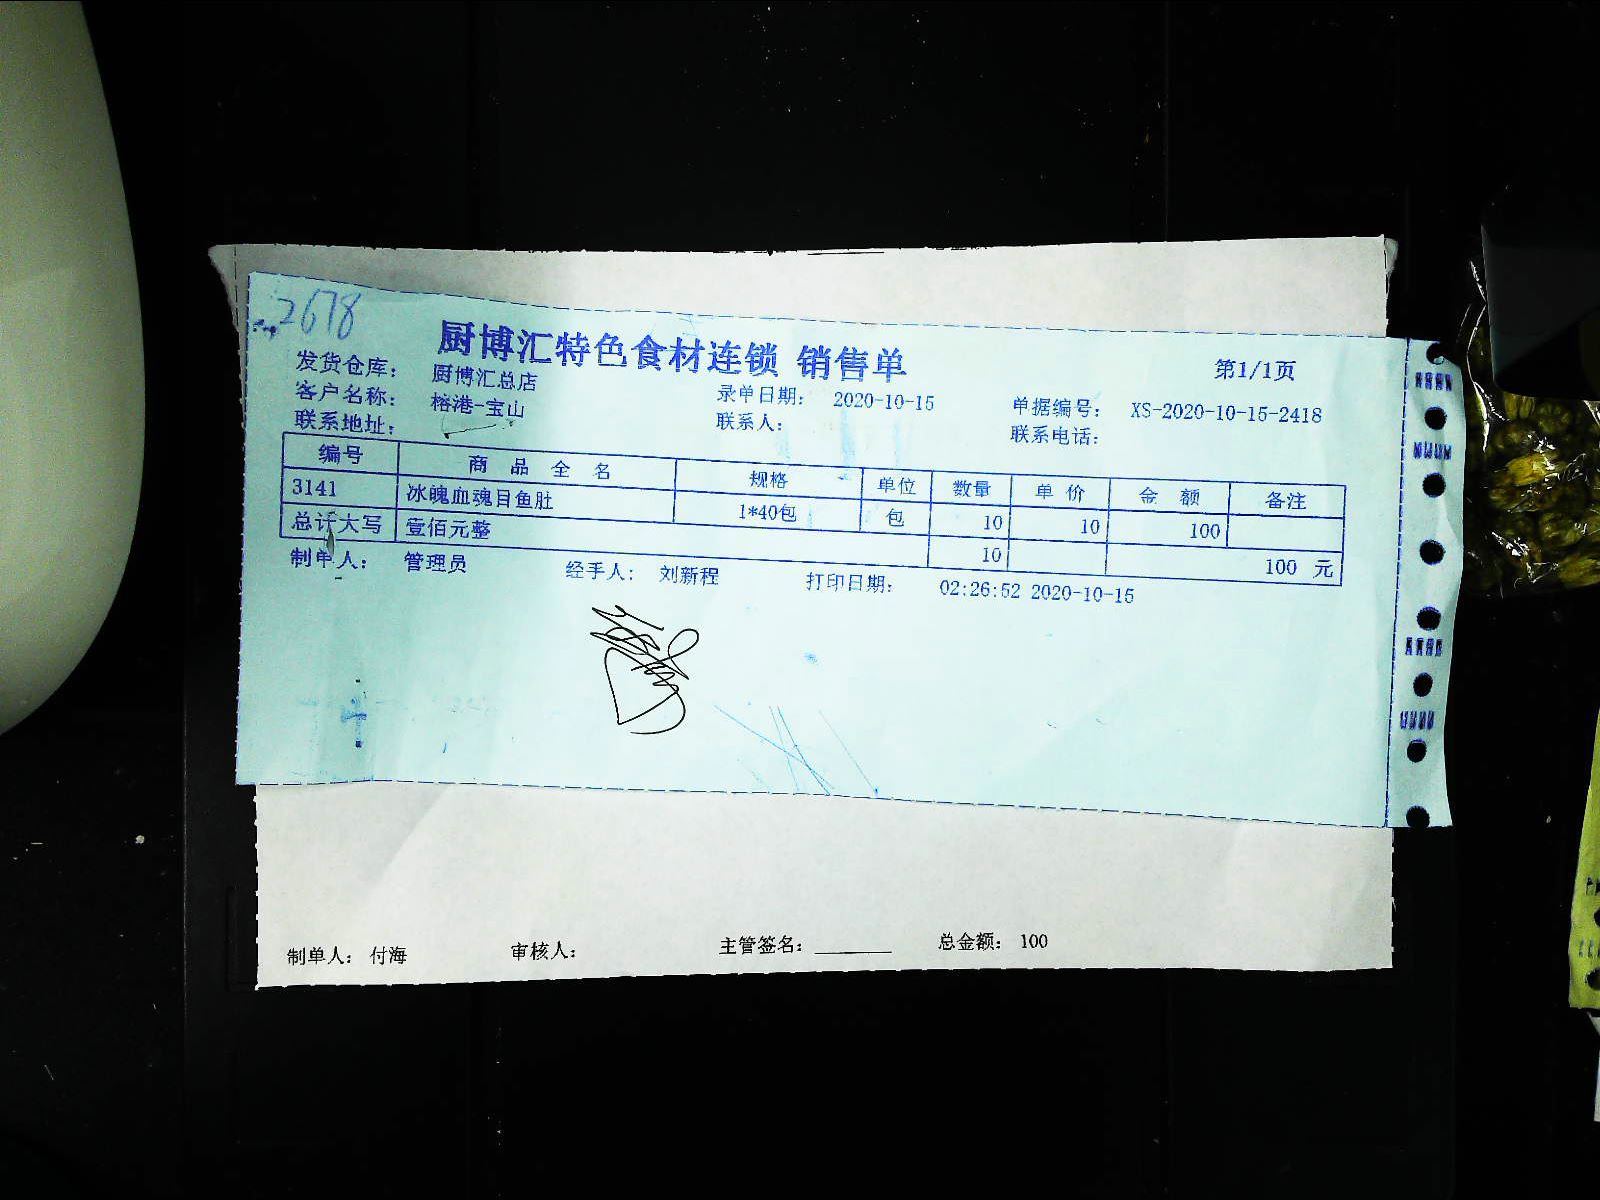 2678
厨博汇特色食材连锁 销售单
第1/1页
发货仓库: 厨博汇总店
客户名称: 榕港-宝山 录单日期: 2020-10-15 单据编号: XS-2020-10-15-2418
联系地址: 联系人: 联系电话:
编号 商品全名 规格 单位 数量 单价 金额 备注
3141 冰魄血魂目鱼肚 1*40包 包 10 10 100
总计大写 壹佰元整 10 100 元
制单人: 管理员 经手人: 刘新程 打印日期: 02:26:52 2020-10-15
制单人: 付海 审核人: 主管签名: ________ 总金额: 100